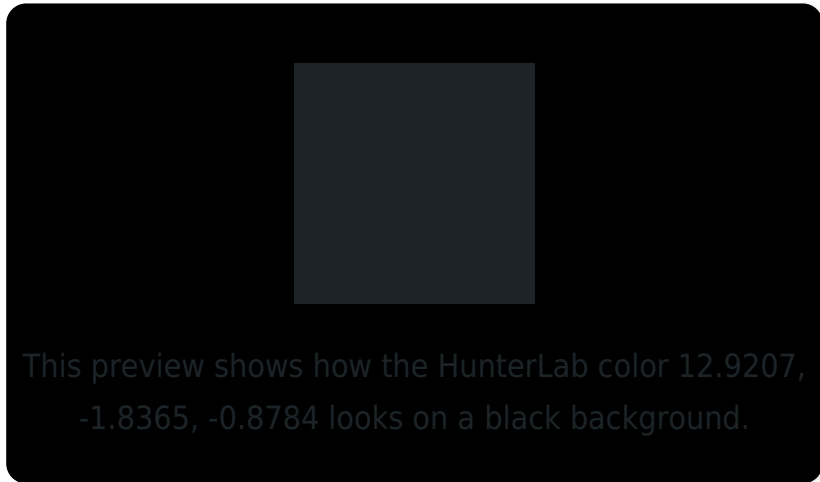 This preview shows how the HunterLab color 12.9207,
-1.8365, -0.8784 looks on a black background.